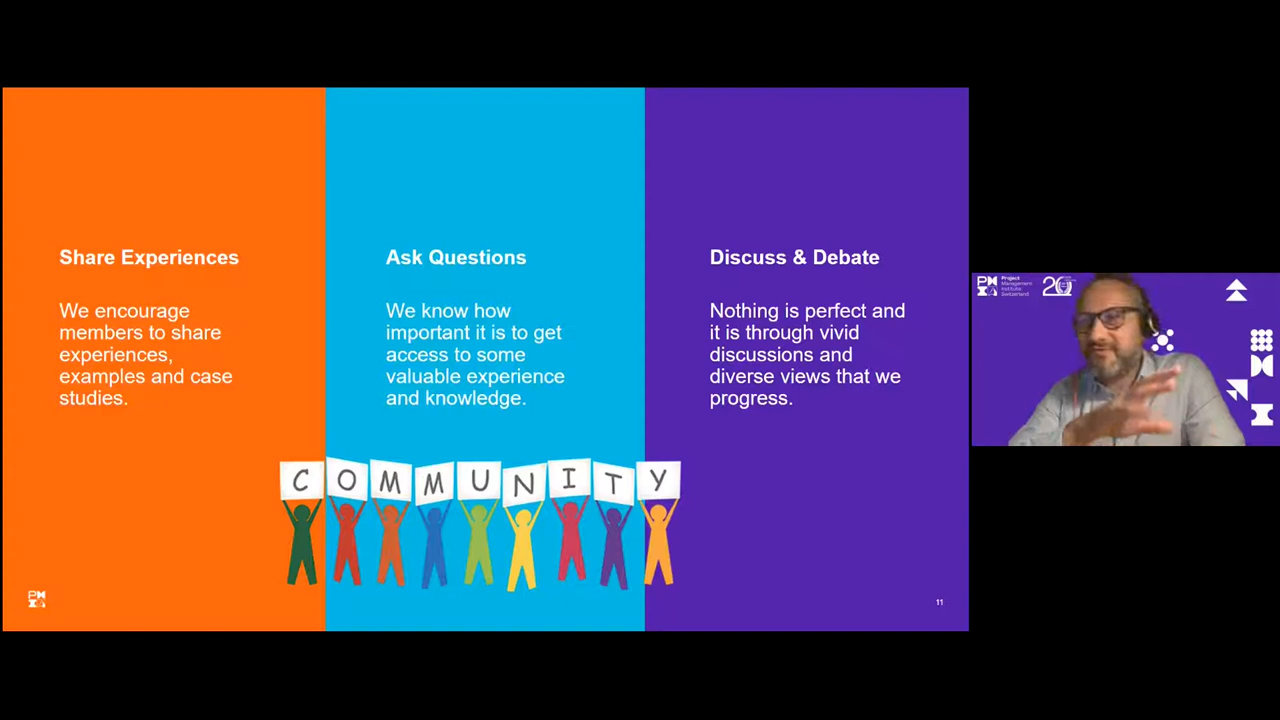 Share Experiences
We encourage
members to share
experiences,
examples and case
studies.
Ask Questions
We know how
important it is to get
access to some
valuable experience
and knowledge.
Discuss & Debate
Nothing is perfect and
it is through vivid
discussions and
diverse views that we
progress.
COMMUNITY
11
Project
Management
Institute
Switzerland
20